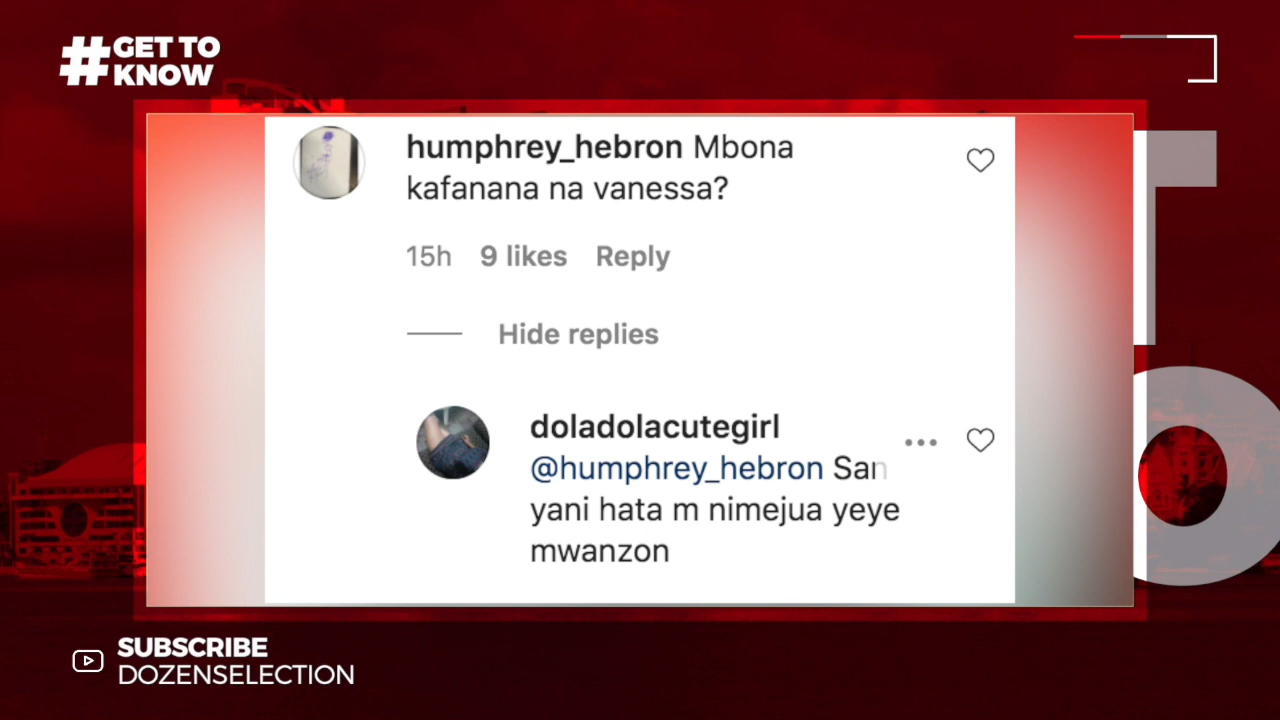 #GET TO
KNOW
humphrey_hebron Mbona
kafanana na vanessa?
15h 9 likes Reply
Hide replies
doladolacutegirl
@humphrey_hebron San
yani hata m nimejua yeye
mwanzon
SUBSCRIBE
DOZENSELECTION
T
O